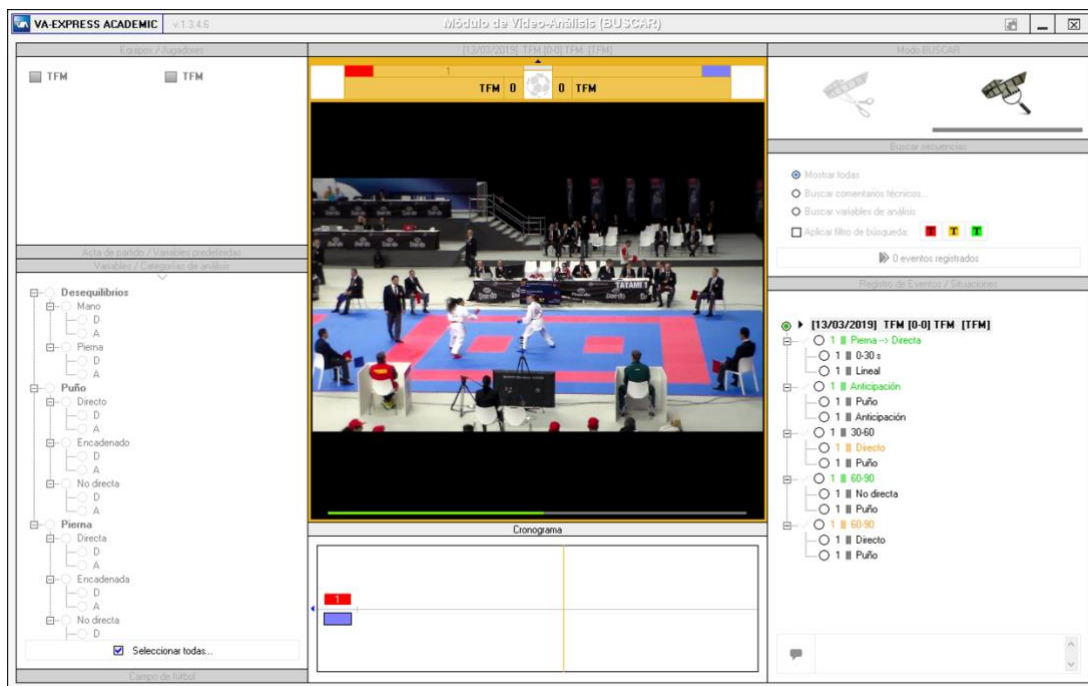 VA-EXPRESS ACADEMIC v.1.3.4.6
Módulo de Vídeo-Análisis (BUSCAR)
Equipos / Jugadores
TFM TFM
Acta de partido / Variables predefinidas
Variables / Categorías de análisis
Desequilibrios
Mano
D
A
Pierna
D
A
Puño
Directo
D
A
Encadenado
D
A
No directa
D
A
Pierna
Directa
D
A
Encadenada
D
A
No directa
D
Seleccionar todas...
Campo de fútbol
[13/03/2019] TFM [0-0] TFM [TFM]
1
TFM 0 0 TFM
TATAMI 1
Cronograma
1
Modo BUSCAR
Buscar secuencias
Mostrar todas
Buscar comentarios técnicos...
Buscar variables de análisis
Aplicar filtro de búsqueda: T T T
0 eventos registrados
Registro de Eventos / Situaciones
[13/03/2019] TFM [0-0] TFM [TFM]
1 || Pierna --> Directa
1 || 0-30 s
1 || Lineal
1 || Anticipación
1 || Puño
1 || Anticipación
1 || 30-60
1 || Directo
1 || Puño
1 || 60-90
1 || No directa
1 || Puño
1 || 60-90
1 || Directo
1 || Puño